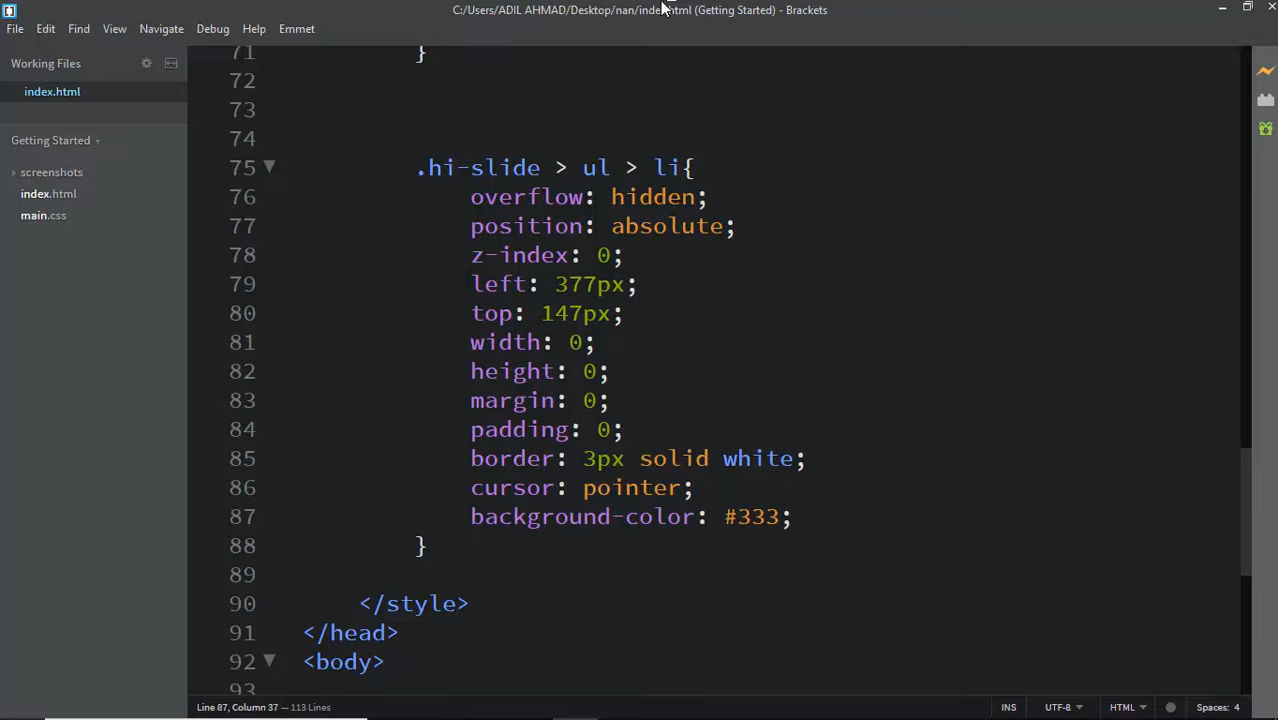 C:/Users/ADIL AHMAD/Desktop/nan/index.html (Getting Started) - Brackets
File Edit View Navigate Debug Help Emmet
Working Files
index.html
Getting Started
screenshots
index.html
main.css
71 }
72
73
74
75 .hi-slide > ul > li{
76 overflow: hidden;
77 position: absolute;
78 z-index: 0;
79 left: 377px;
80 top: 147px;
81 width: 0;
82 height: 0;
83 margin: 0;
84 padding: 0;
85 border: 3px solid white;
86 cursor: pointer;
87 background-color: #333;
88 }
89
90 </style>
91 </head>
92 <body>
93
Line 87, Column 37 — 113 Lines
INS UTF-8 HTML Spaces: 4